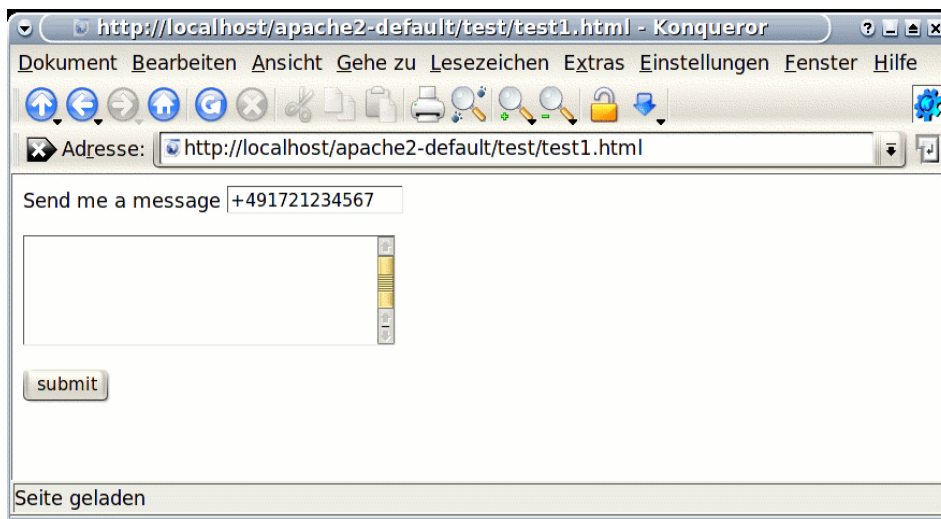 http://localhost/apache2-default/test/test1.html - Konqueror
Dokument Bearbeiten Ansicht Gehe zu Lesezeichen Extras Einstellungen Fenster Hilfe
Adresse: http://localhost/apache2-default/test/test1.html
Send me a message +491721234567
submit
Seite geladen